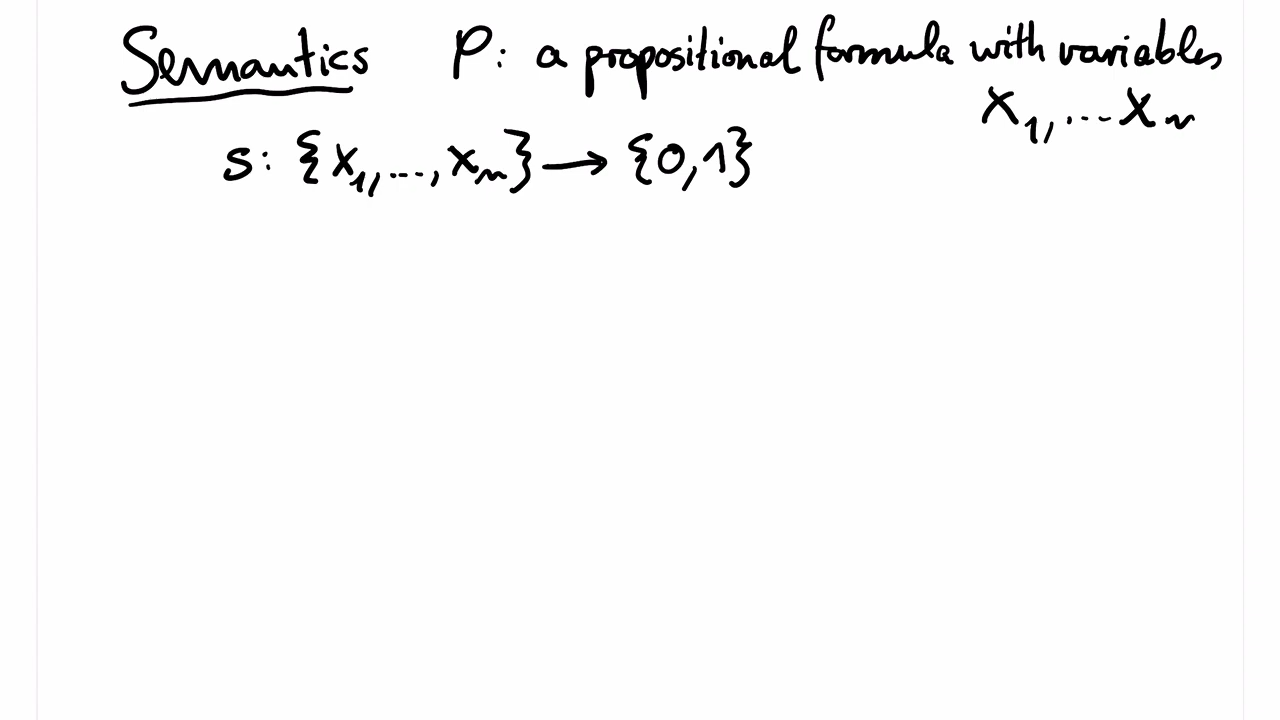 Semantics P: a propositional formula with variables
x₁,...xₙ
s: {x₁,...,xₙ} → {0,1}